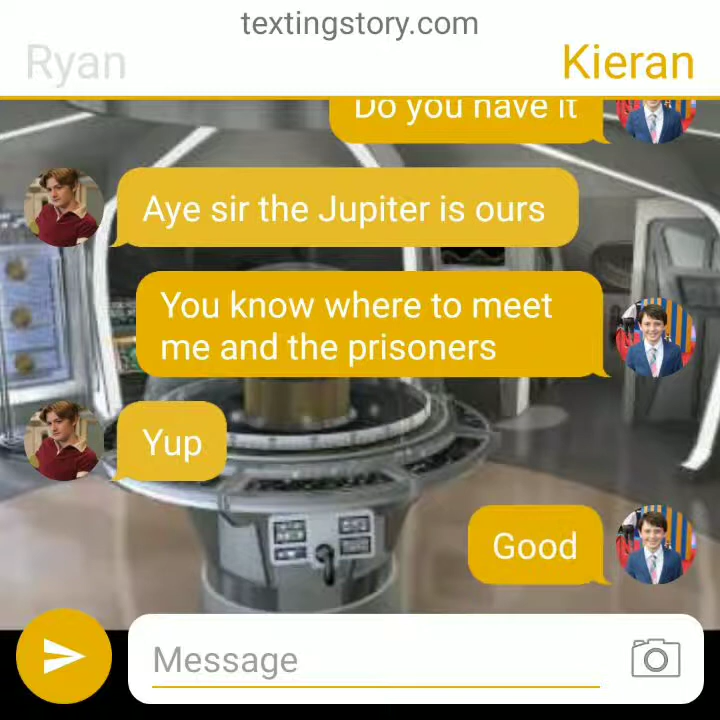 textingstory.com
Ryan
Kieran
Do you have it
Aye sir the Jupiter is ours
You know where to meet
me and the prisoners
Yup
Good
Message